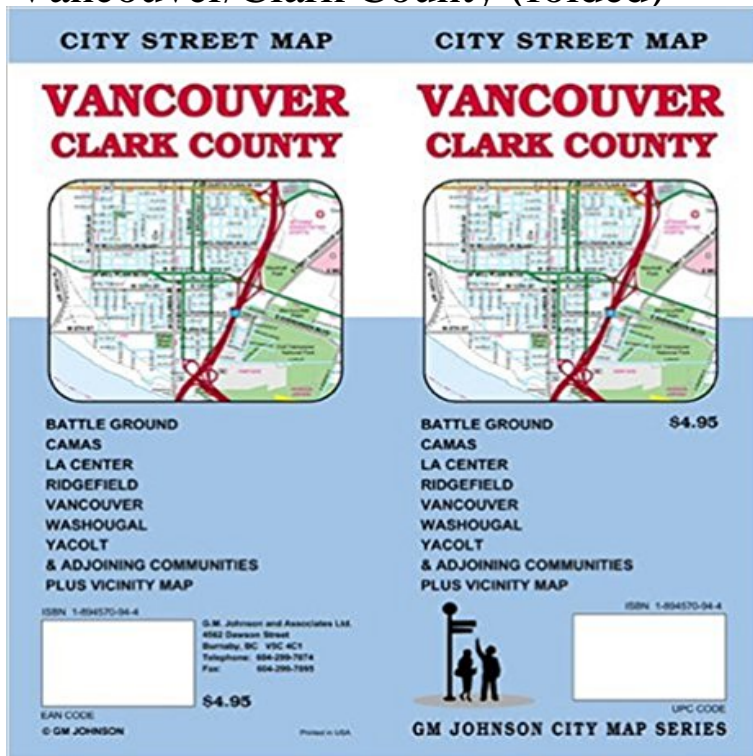 Vancouver/Clark County (folded)
CITY STREET MAP
VANCOUVER
CLARK COUNTY
BATTLE GROUND
CAMAS
LA CENTER
RIDGEFIELD
VANCOUVER
WASHOUGAL
YACOLT
& ADJOINING COMMUNITIES
PLUS VICINITY MAP
ISBN 1-894570-94-4
G.M. Johnson and Associates Ltd.
4562 Dawson Street
Burnaby, BC V5C 4C1
Telephone: 604-299-7074
Fax: 604-299-7095
$4.95
EAN CODE
© GM JOHNSON
Printed in USA
CITY STREET MAP
VANCOUVER
CLARK COUNTY
BATTLE GROUND $4.95
CAMAS
LA CENTER
RIDGEFIELD
VANCOUVER
WASHOUGAL
YACOLT
& ADJOINING COMMUNITIES
PLUS VICINITY MAP
ISBN 1-894570-94-4
UPC CODE
GM JOHNSON CITY MAP SERIES